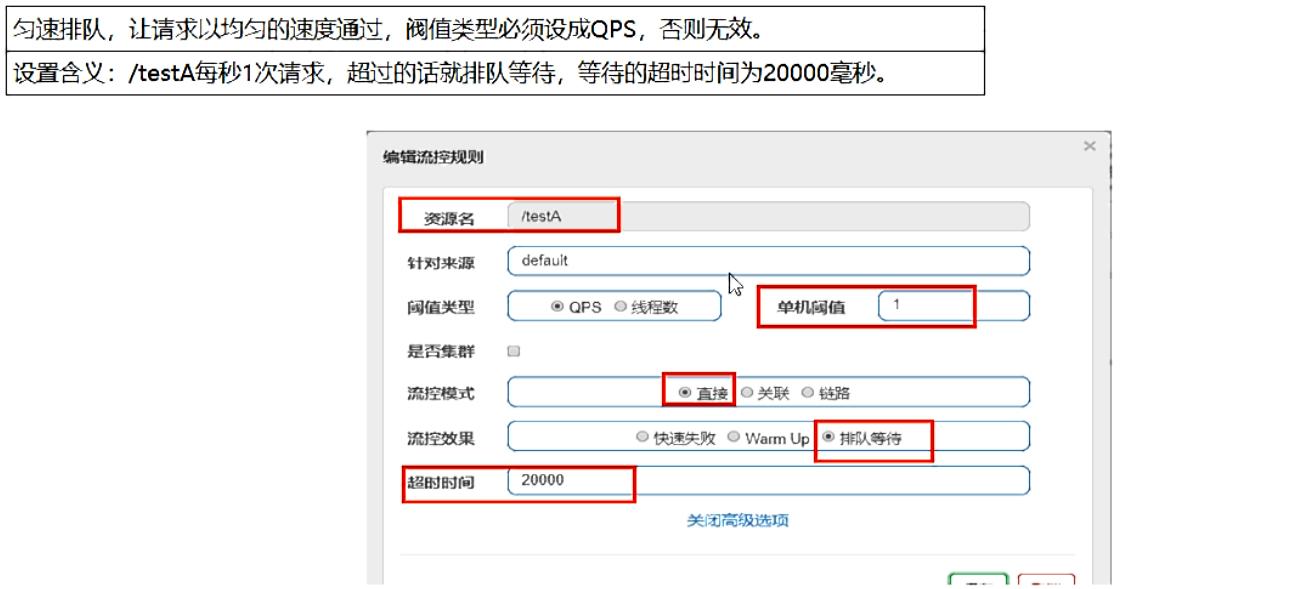 匀速排队，让请求以均匀的速度通过，阀值类型必须设成QPS，否则无效。
设置含义：/testA每秒1次请求，超过的话就排队等待，等待的超时时间为20000毫秒。
编辑流控规则 ×
资源名 /testA
针对来源 default
阈值类型 QPS 线程数 单机阈值 1
是否集群
流控模式 直接 关联 链路
流控效果 快速失败 Warm Up 排队等待
超时时间 20000
关闭高级选项